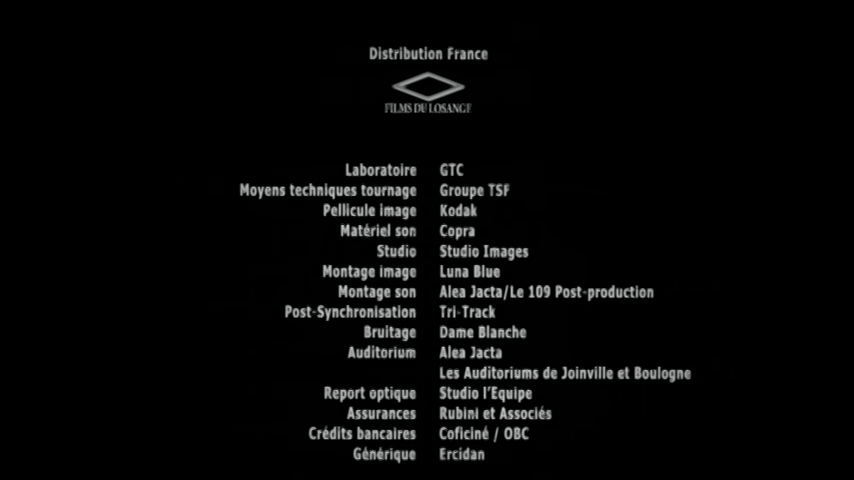 Distribution France
FILMS DU LOSANGE
Laboratoire GTC
Moyens techniques tournage Groupe TSF
Pellicule image Kodak
Matériel son Copra
Studio Studio Images
Montage image Luna Blue
Montage son Alea Jacta/Le 109 Post-production
Post-Synchronisation Tri-Track
Bruitage Dame Blanche
Auditorium Alea Jacta
Les Auditoriums de Joinville et Boulogne
Report optique Studio l'Equipe
Assurances Rubini et Associés
Crédits bancaires Coficiné / OBC
Générique Ercidan